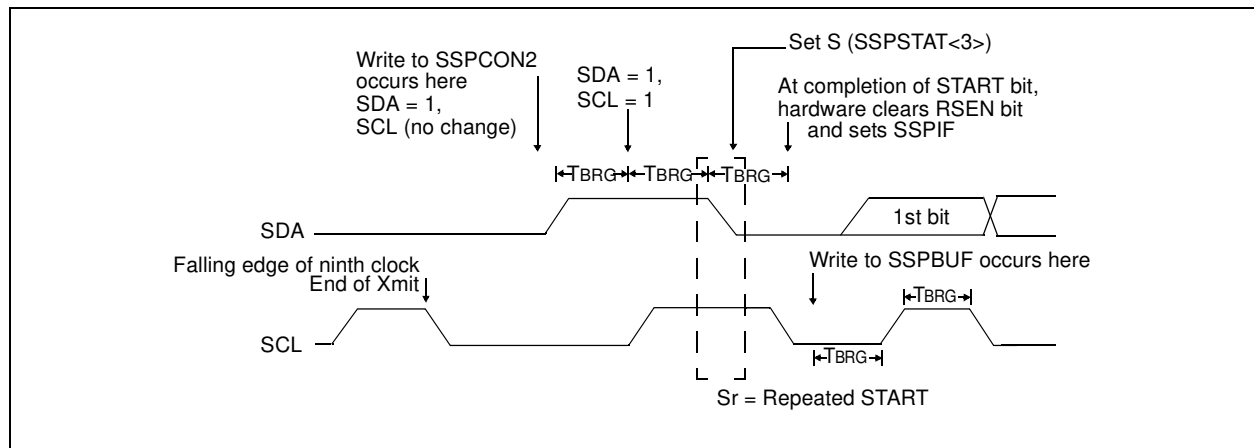 Set S (SSPSTAT<3>)
Write to SSPCON2
occurs here
SDA = 1,
SCL (no change)
SDA = 1,
SCL = 1
At completion of START bit,
hardware clears RSEN bit
and sets SSPIF
TBRG
TBRG
TBRG
SDA
1st bit
Falling edge of ninth clock
End of Xmit
Write to SSPBUF occurs here
TBRG
SCL
TBRG
Sr = Repeated START